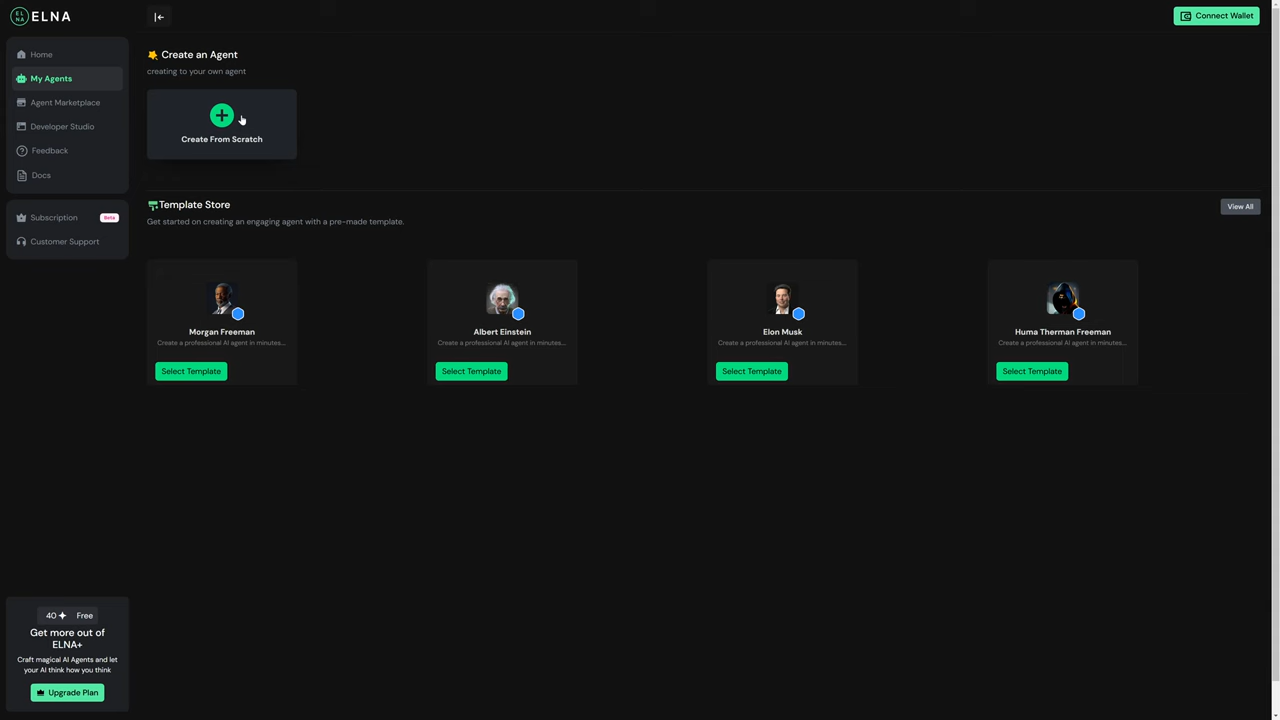 ELNA
Connect Wallet
Home
My Agents
Agent Marketplace
Developer Studio
Feedback
Docs
Subscription
Beta
Customer Support
40
Free
Get more out of
ELNA+
Craft magical AI Agents and let
your AI think how you think
Upgrade Plan
Create an Agent
creating to your own agent
Create From Scratch
Template Store
View All
Get started on creating an engaging agent with a pre-made template.
Morgan Freeman
Create a professional AI agent in minutes...
Select Template
Albert Einstein
Create a professional AI agent in minutes...
Select Template
Elon Musk
Create a professional AI agent in minutes...
Select Template
Huma Therman Freeman
Create a professional AI agent in minutes...
Select Template